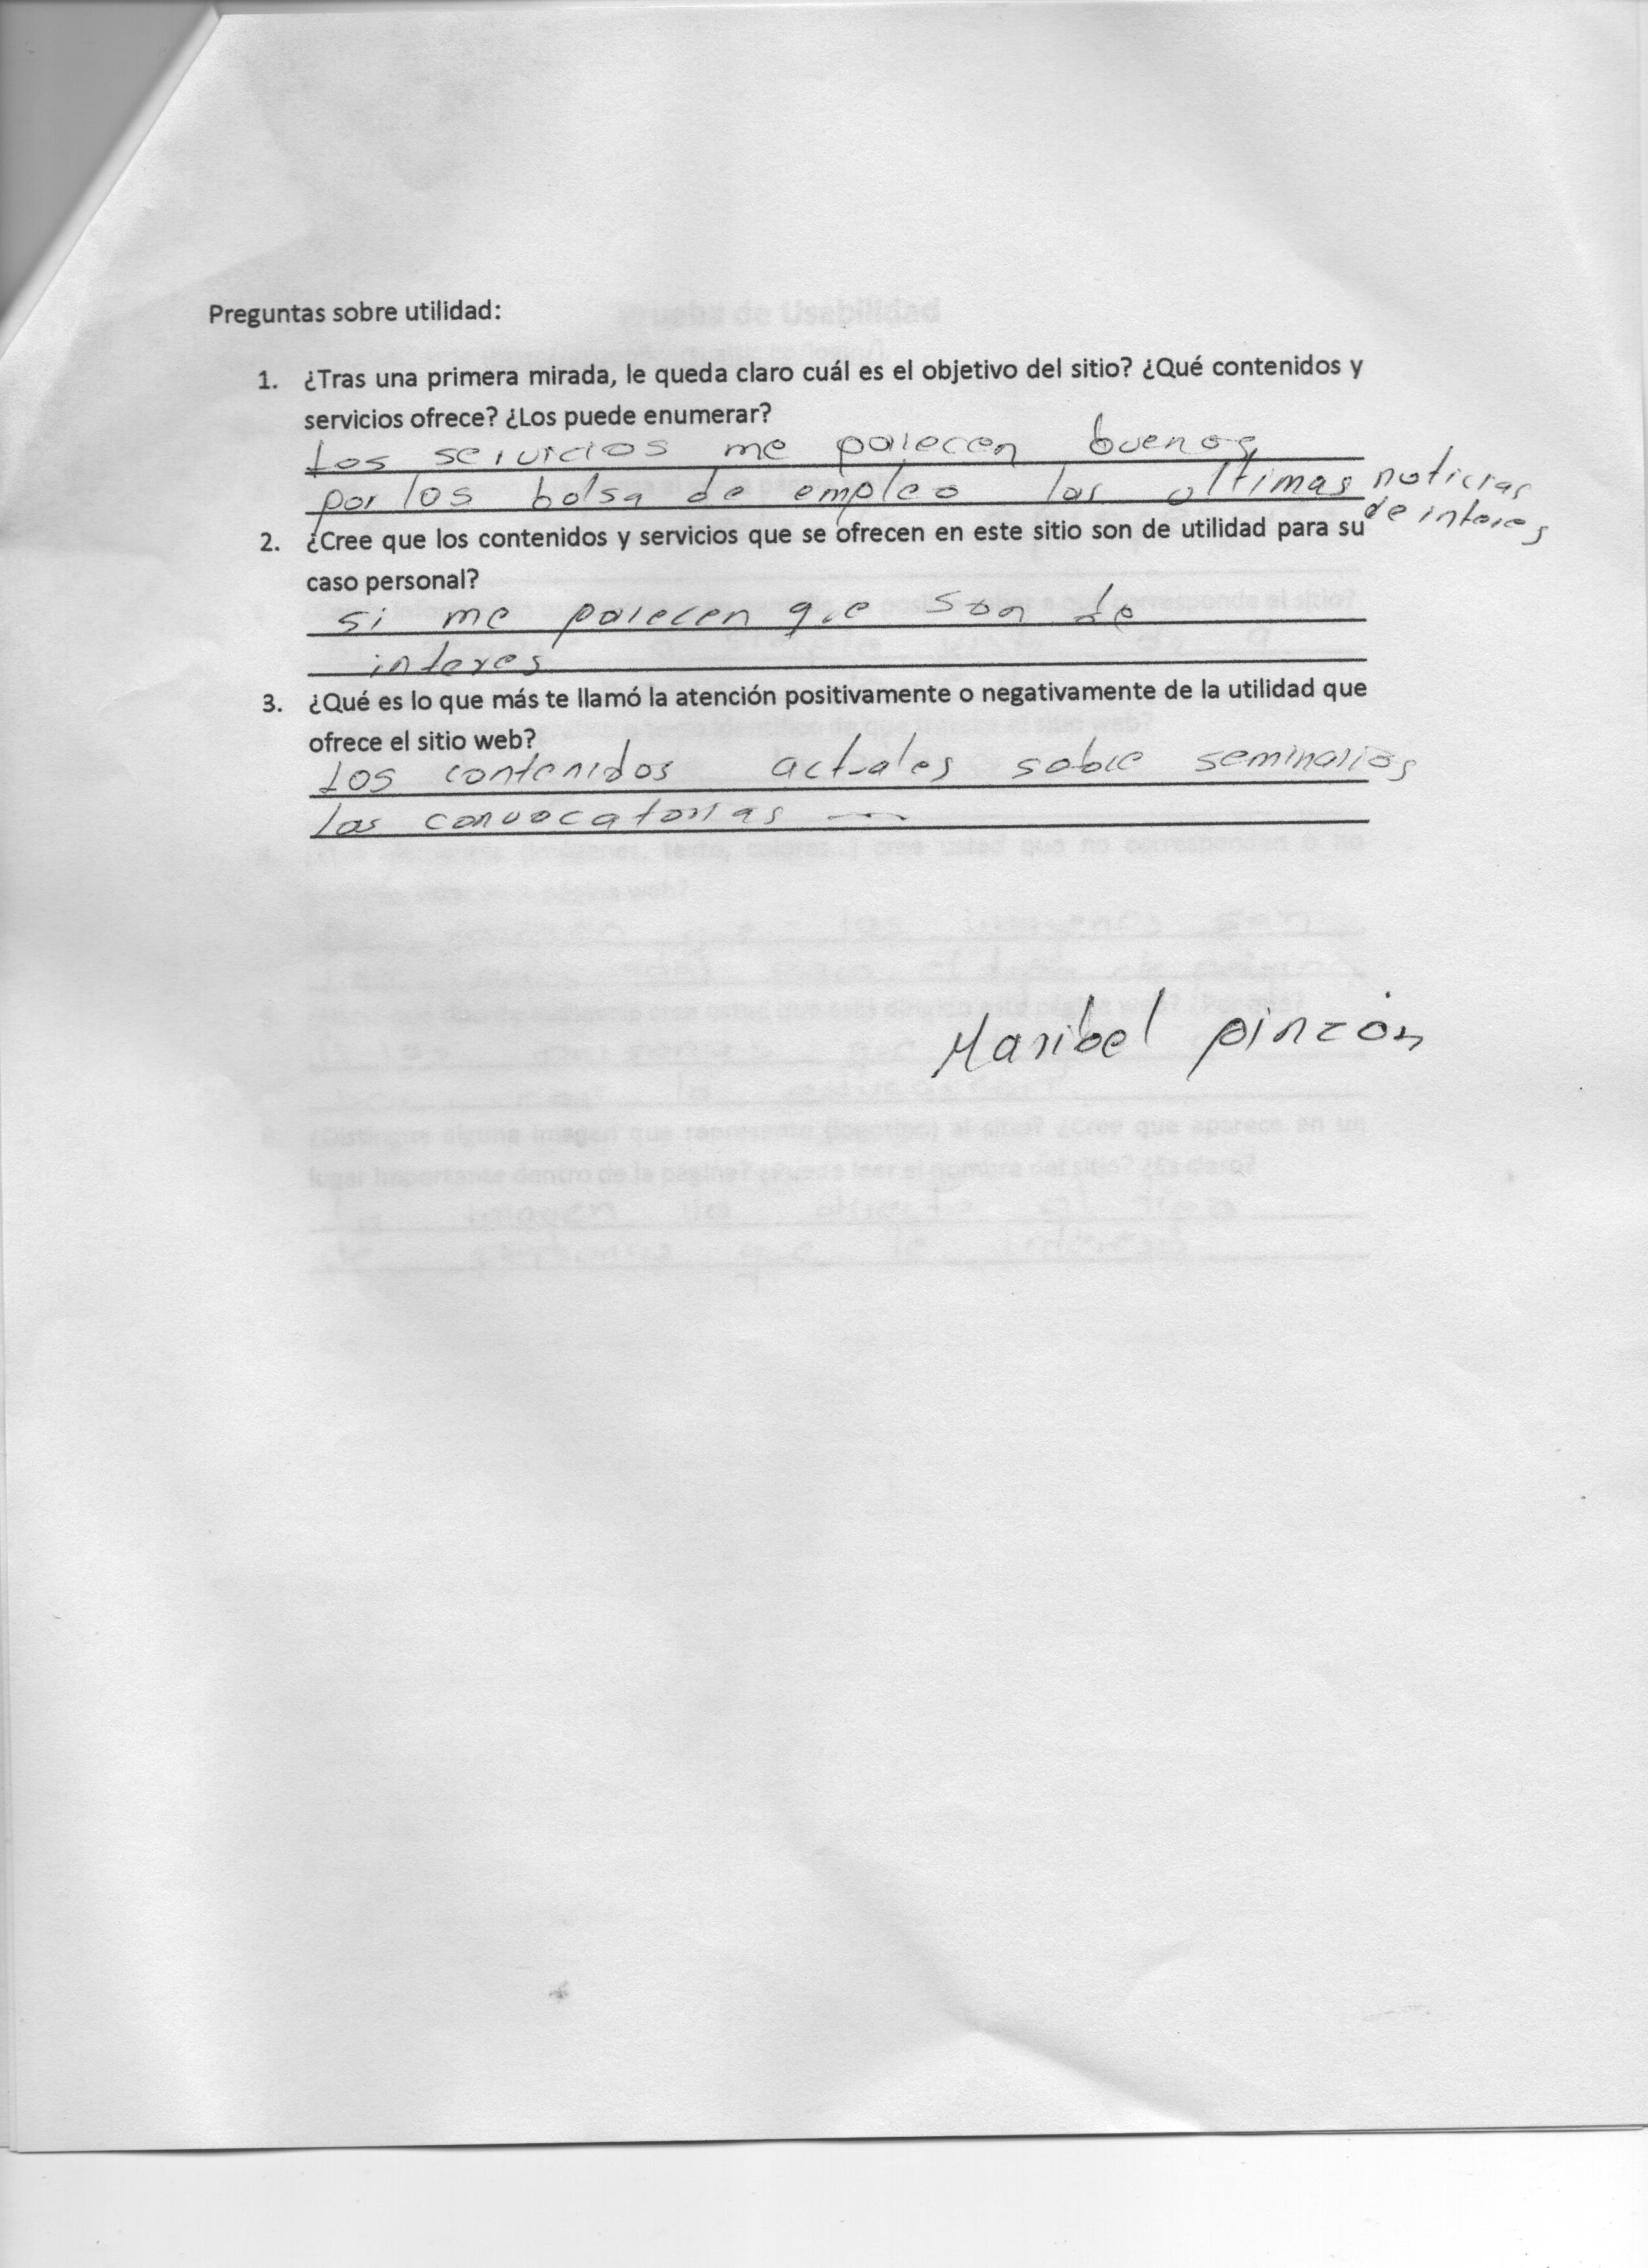 Preguntas sobre utilidad:
1. ¿Tras una primera mirada, le queda claro cuál es el objetivo del sitio? ¿Qué contenidos y
servicios ofrece? ¿Los puede enumerar?
Los servicios me parecen buenos
por los bolsa de empleo las ultimas noticias
de interes
2. ¿Cree que los contenidos y servicios que se ofrecen en este sitio son de utilidad para su
caso personal?
si me parecen que son de
interes
3. ¿Qué es lo que más te llamó la atención positivamente o negativamente de la utilidad que
ofrece el sitio web?
Los contenidos actuales sobre seminarios
las convocatorias
Maribel pinzón